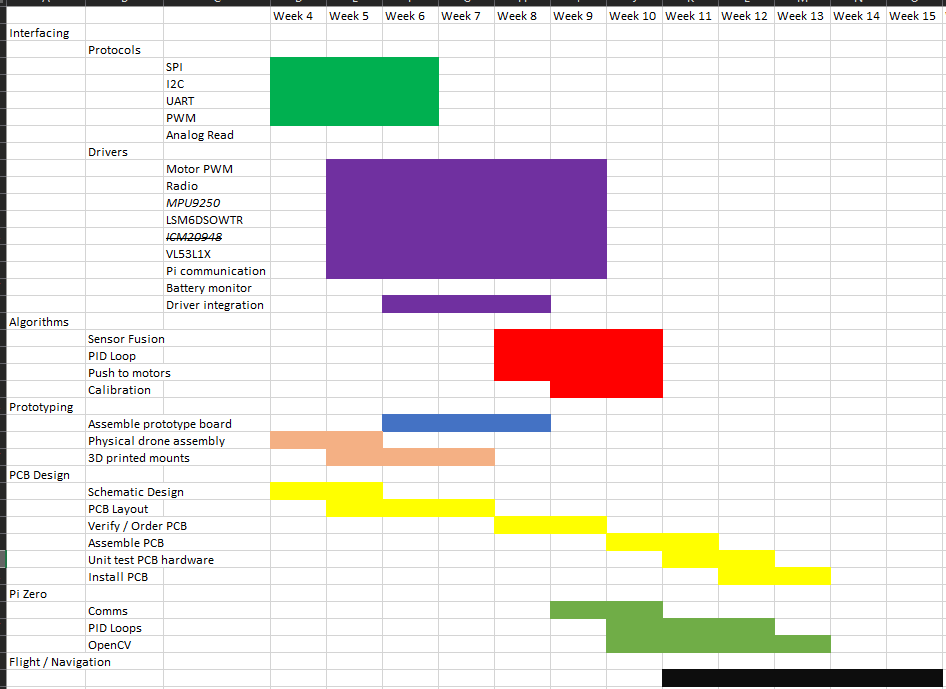 Week 4 Week 5 Week 6 Week 7 Week 8 Week 9 Week 10 Week 11 Week 12 Week 13 Week 14 Week 15
Interfacing
Protocols
SPI
I2C
UART
PWM
Analog Read
Drivers
Motor PWM
Radio
MPU9250
LSM6DSOWTR
ICM20948
VL53L1X
Pi communication
Battery monitor
Driver integration
Algorithms
Sensor Fusion
PID Loop
Push to motors
Calibration
Prototyping
Assemble prototype board
Physical drone assembly
3D printed mounts
PCB Design
Schematic Design
PCB Layout
Verify / Order PCB
Assemble PCB
Unit test PCB hardware
Install PCB
Pi Zero
Comms
PID Loops
OpenCV
Flight / Navigation